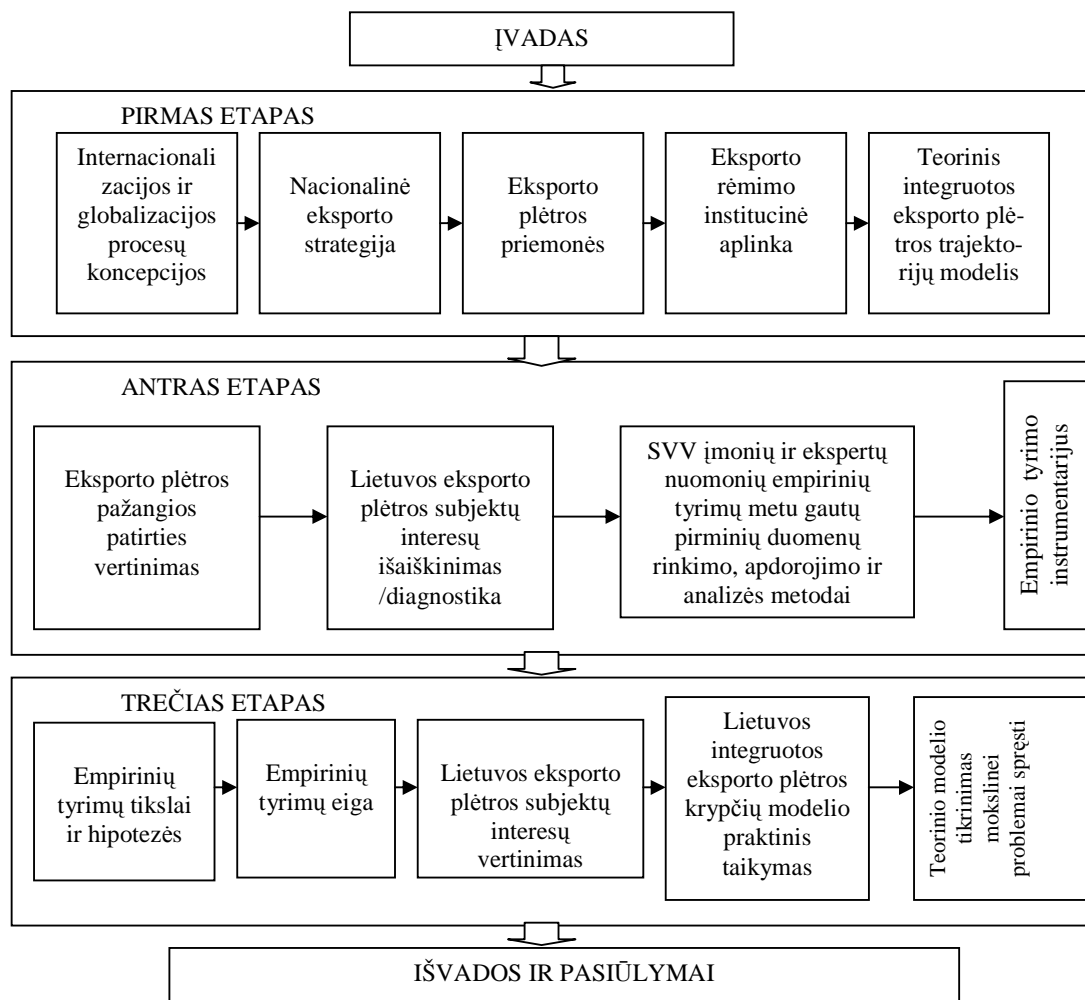 ĮVADAS
PIRMAS ETAPAS
Internacionali
zacijos ir
globalizacijos
procesų
koncepcijos
Nacionalinė
eksporto
strategija
Eksporto
plėtros
priemonės
Eksporto
rėmimo
institucinė
aplinka
Teorinis
integruotos
eksporto plė-
tros trajekto-
rijų modelis
ANTRAS ETAPAS
Eksporto plėtros
pažangios
patirties
vertinimas
Lietuvos eksporto
plėtros subjektų
interesų
išaiškinimas
/diagnostika
SVV įmonių ir ekspertų
nuomonių empirinių
tyrimų metu gautų
pirminių duomenų
rinkimo, apdorojimo ir
analizės metodai
Empirinio tyrimo
instrumentarijus
TREČIAS ETAPAS
Empirinių
tyrimų tikslai
ir hipotezės
Empirinių
tyrimų eiga
Lietuvos eksporto
plėtros subjektų
interesų
vertinimas
Lietuvos
integruotos
eksporto plėtros
krypčių modelio
praktinis
taikymas
Teorinio modelio
tikrinimas
mokslinei
problemai spręsti
IŠVADOS IR PASIŪLYMAI